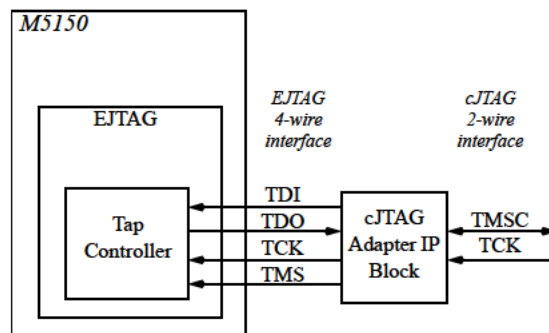 M5150
EJTAG
Tap
Controller
EJTAG
4-wire
interface
cJTAG
2-wire
interface
TDI
TDO
TCK
TMS
cJTAG
Adapter IP
Block
TMSC
TCK